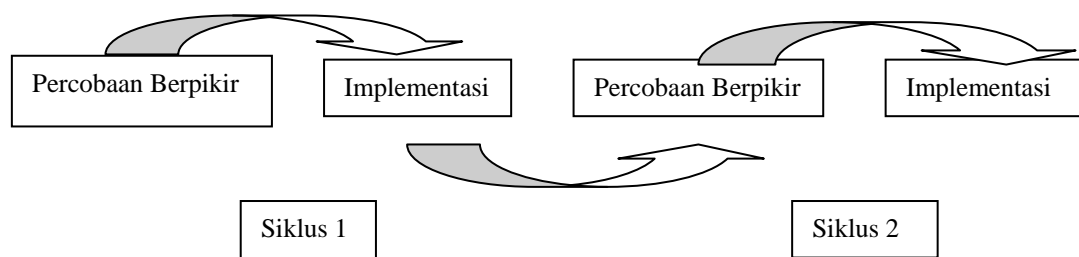 Percobaan Berpikir
Implementasi
Percobaan Berpikir
Implementasi
Siklus 1
Siklus 2